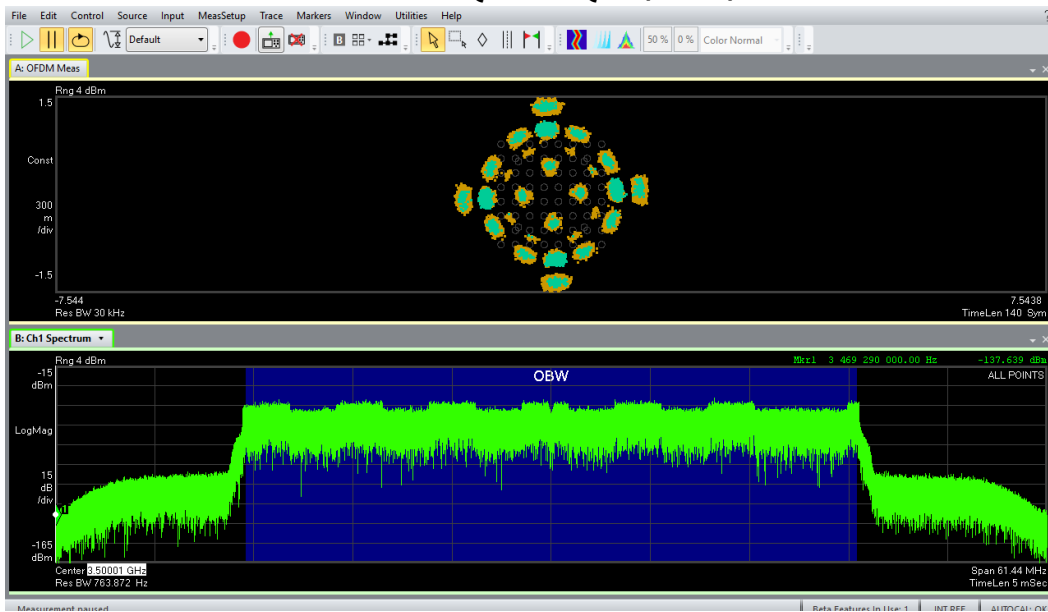 File Edit Control Source Input MeasSetup Trace Markers Window Utilities Help
Default B 50 % 0 % Color Normal
A: OFDM Meas
Rng 4 dBm
1.5
Const
300
m
/div
-1.5
-7.544 7.5438
Res BW 30 kHz TimeLen 140 Sym
B: Ch1 Spectrum
Rng 4 dBm Mkr1 3 469 290 000.00 Hz -137.639 dBm
-15
dBm
OBW ALL POINTS
LogMag
15
dB
/div
1
-165
dBm
Center 3.50001 GHz Span 61.44 MHz
Res BW 763.872 Hz TimeLen 5 mSec
Measurement paused Beta Features In Use: 1 INT REF AUTOCAL: OK